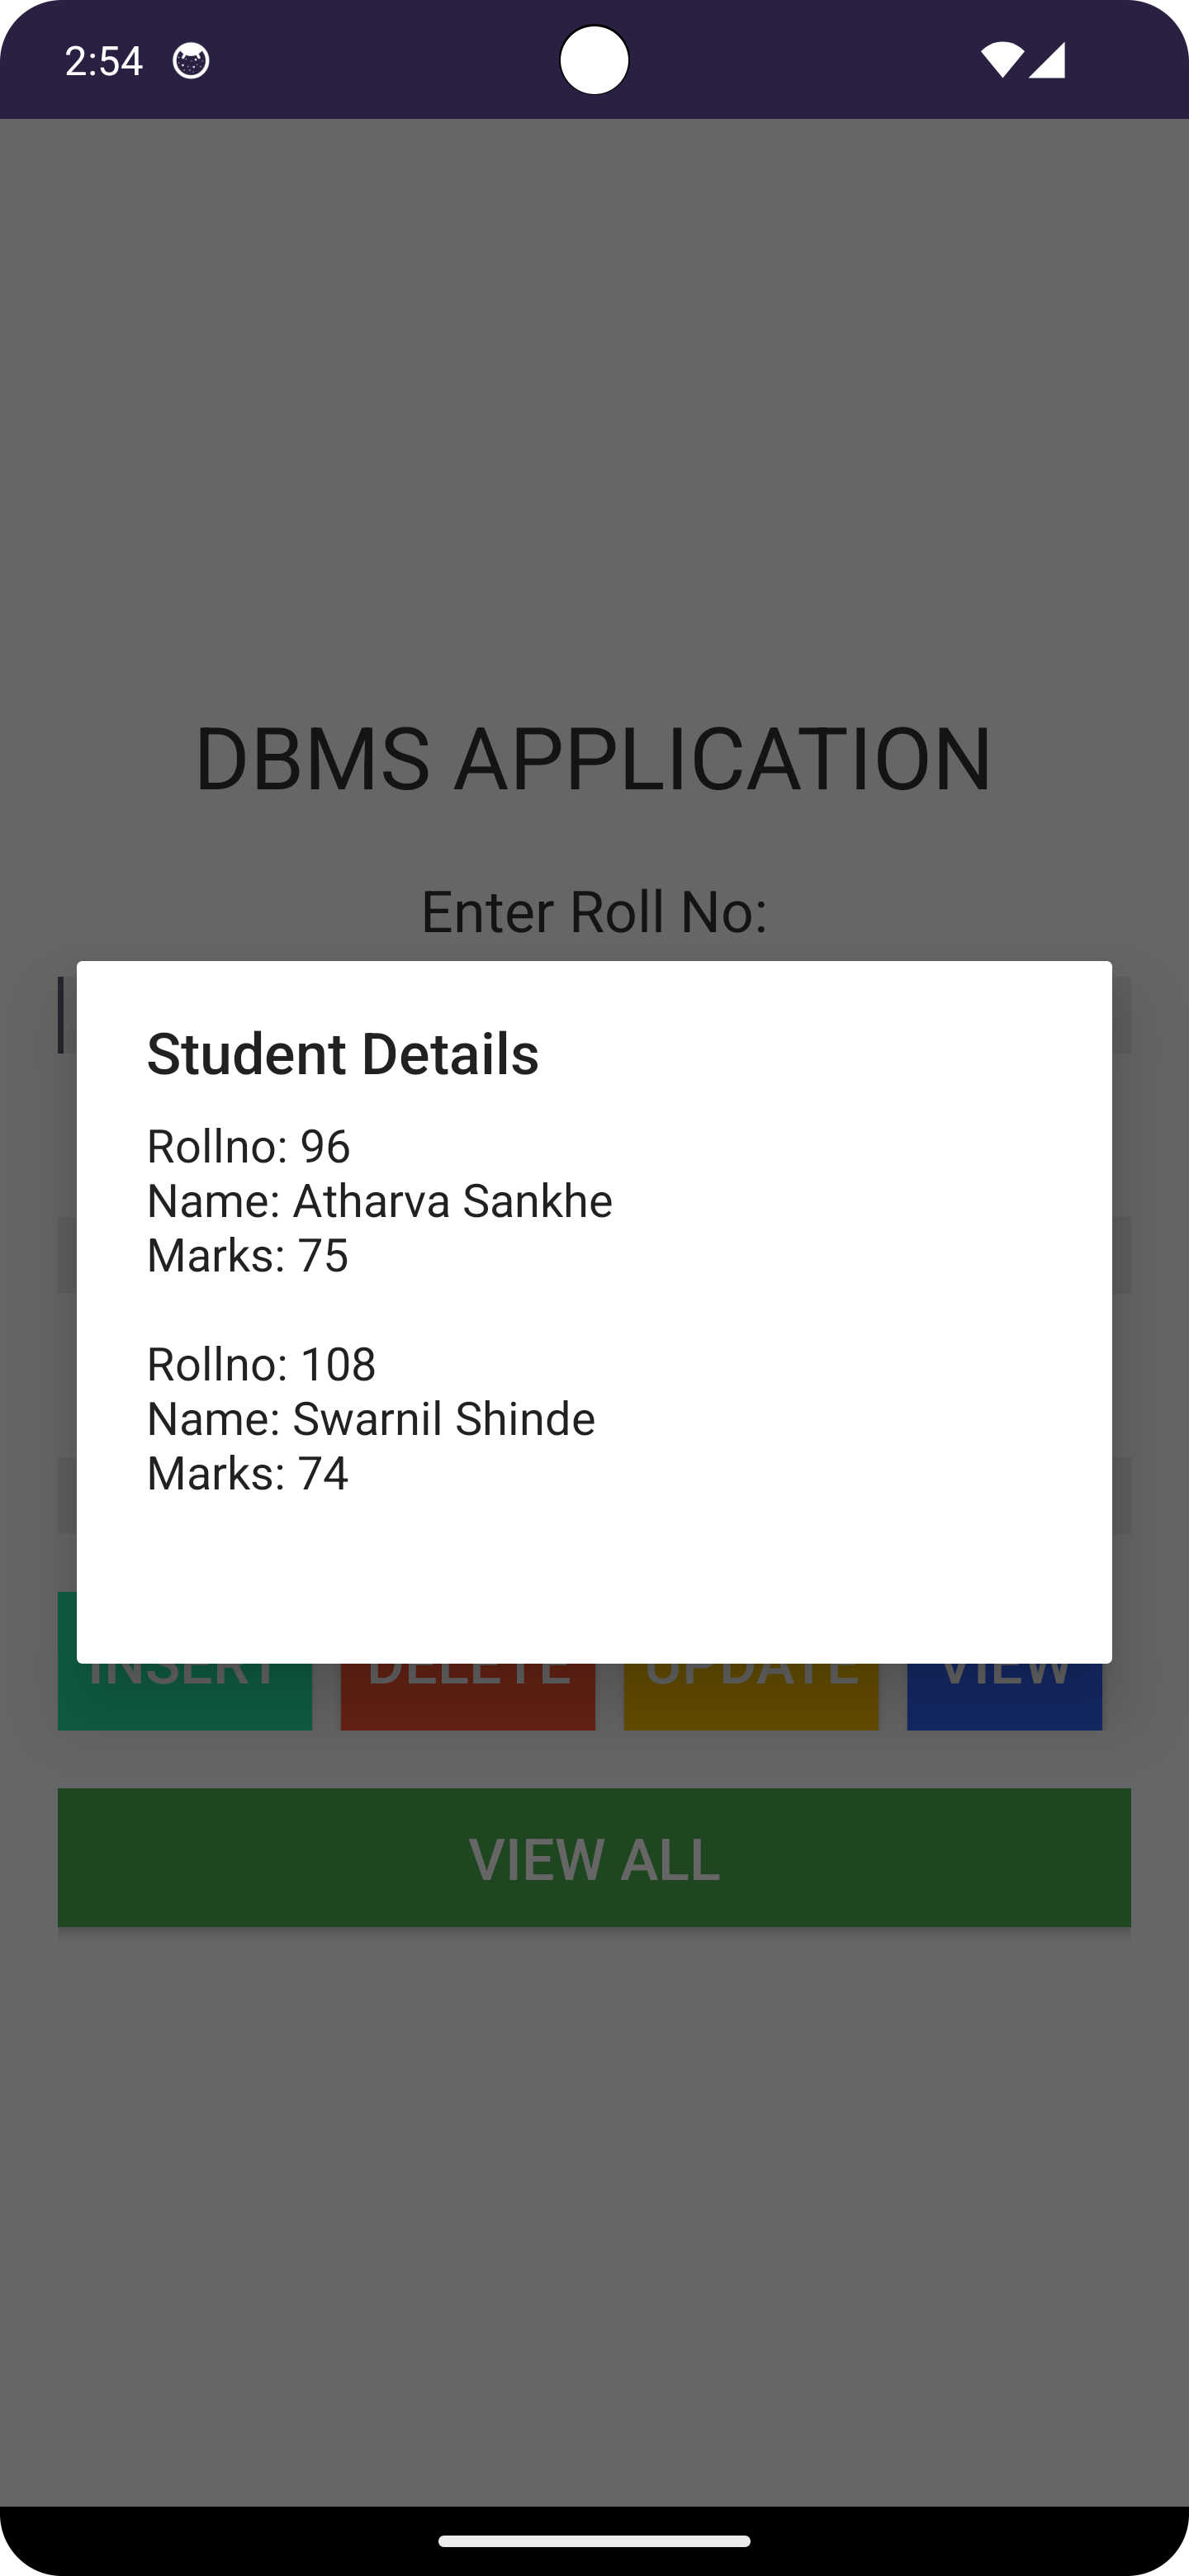 2:54
DBMS APPLICATION
Enter Roll No:
Student Details
Rollno: 96
Name: Atharva Sankhe
Marks: 75
Rollno: 108
Name: Swarnil Shinde
Marks: 74
INSERT DELETE UPDATE VIEW
VIEW ALL